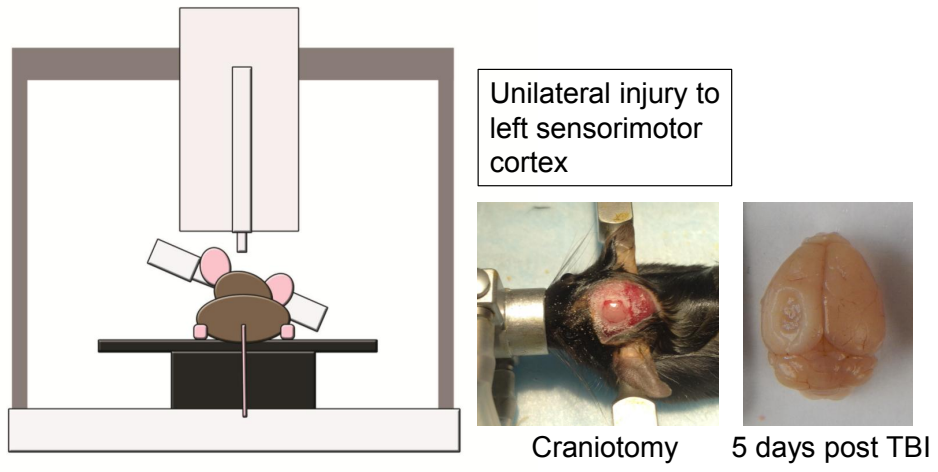 Unilateral injury to
left sensorimotor
cortex
Craniotomy
5 days post TBI